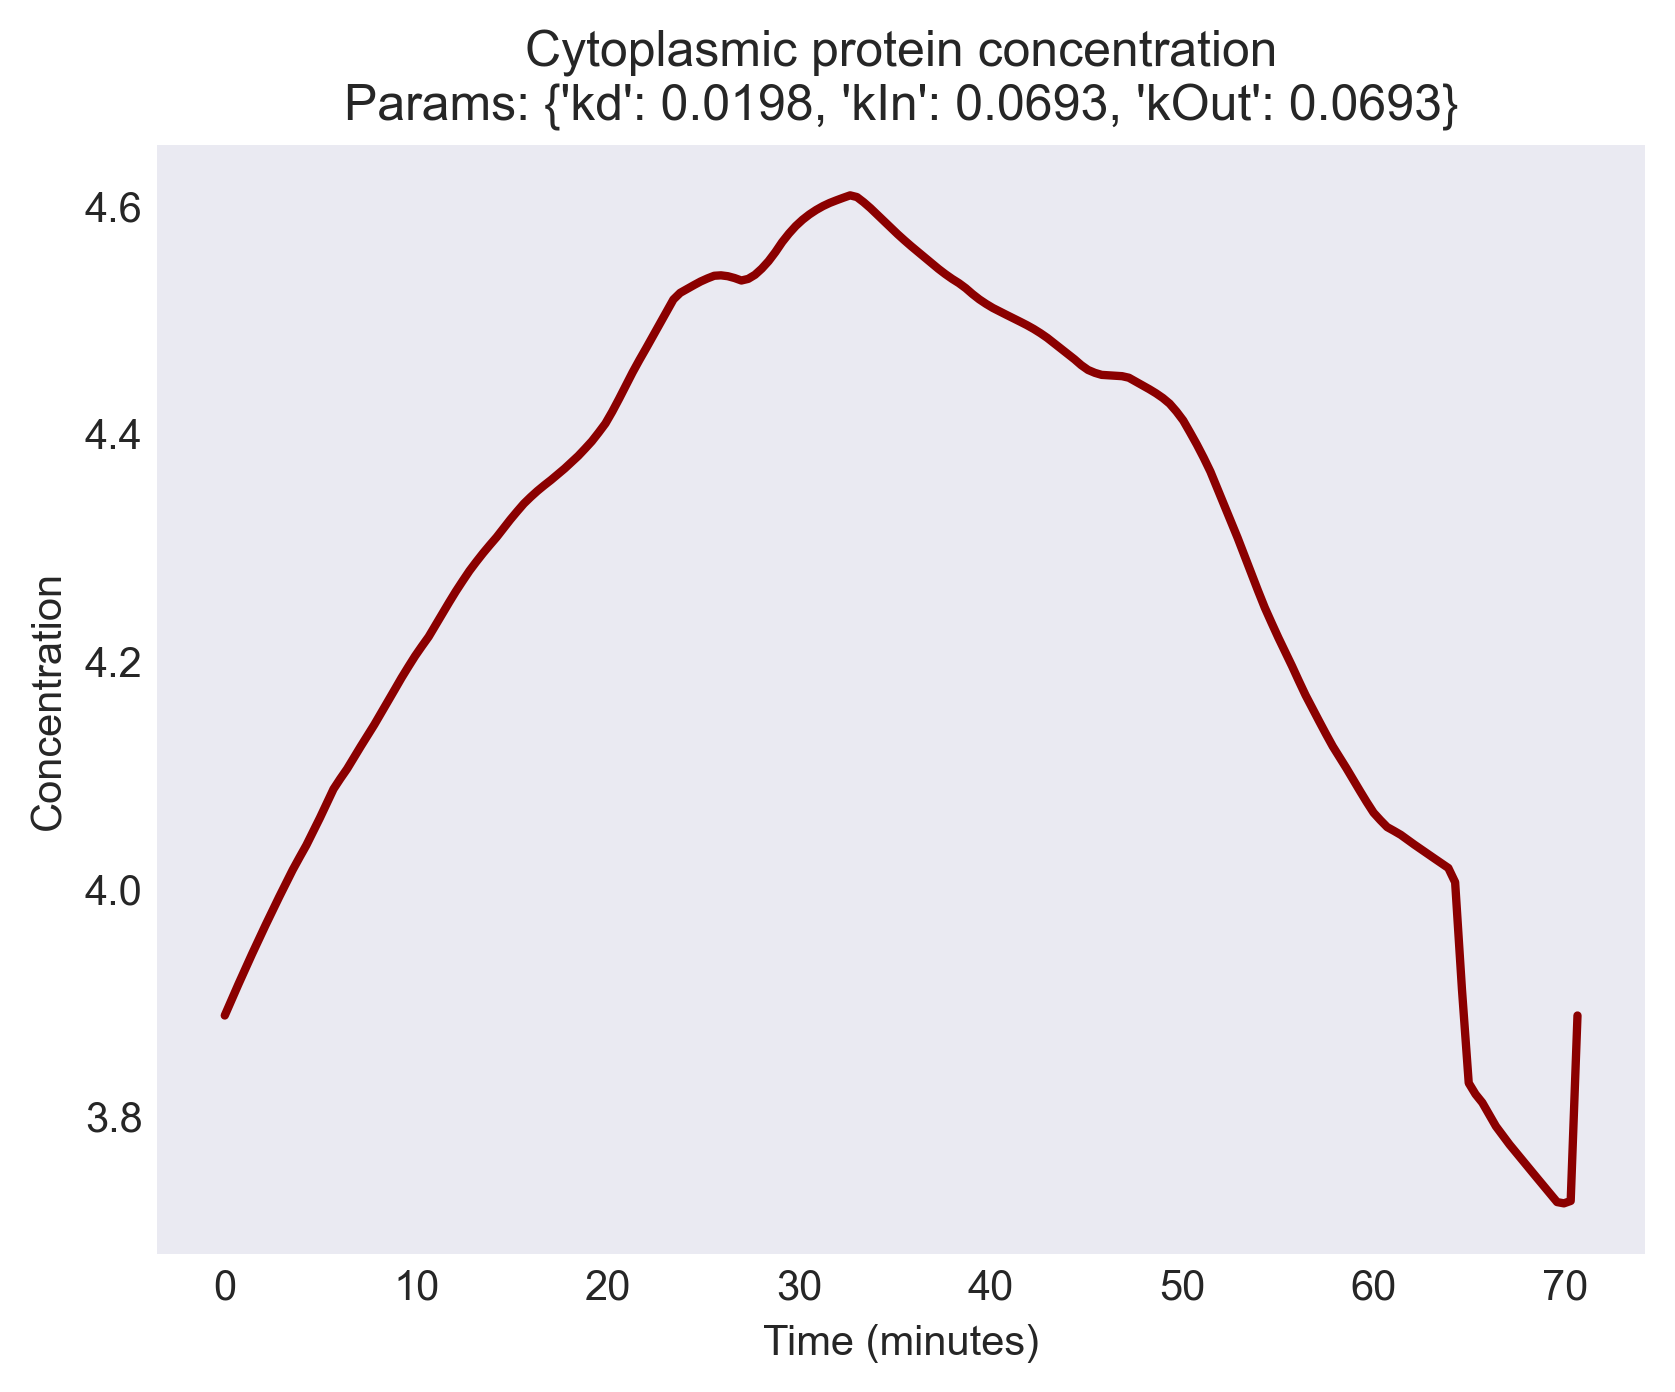 Cytoplasmic protein concentration
Params: {'kd': 0.0198, 'kIn': 0.0693, 'kOut': 0.0693}
4.6
4.4
4.2
4.0
3.8
Concentration
0 10 20 30 40 50 60 70
Time (minutes)